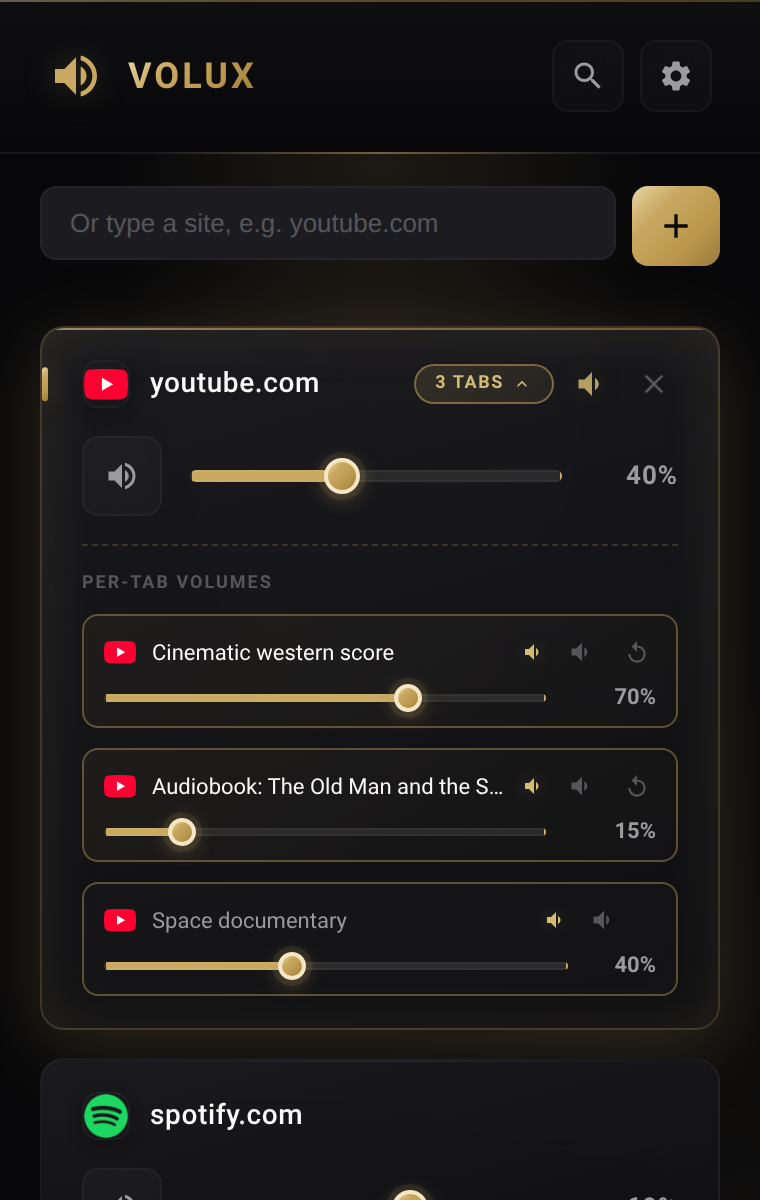 VOLUX
Or type a site, e.g. youtube.com
+
youtube.com
3 TABS
40%
PER-TAB VOLUMES
Cinematic western score
70%
Audiobook: The Old Man and the S...
15%
Space documentary
40%
spotify.com